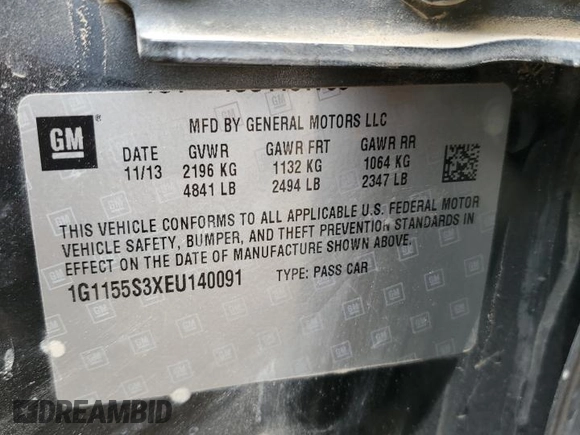 GM
MFD BY GENERAL MOTORS LLC
DATE GVWR GAWR FRT GAWR RR
11/13 2196 KG 1132 KG 1064 KG
4841 LB 2494 LB 2347 LB
THIS VEHICLE CONFORMS TO ALL APPLICABLE U.S. FEDERAL MOTOR
VEHICLE SAFETY, BUMPER, AND THEFT PREVENTION STANDARDS IN
EFFECT ON THE DATE OF MANUFACTURE SHOWN ABOVE.
1G1155S3XEU140091 TYPE: PASS CAR
DREAMBID